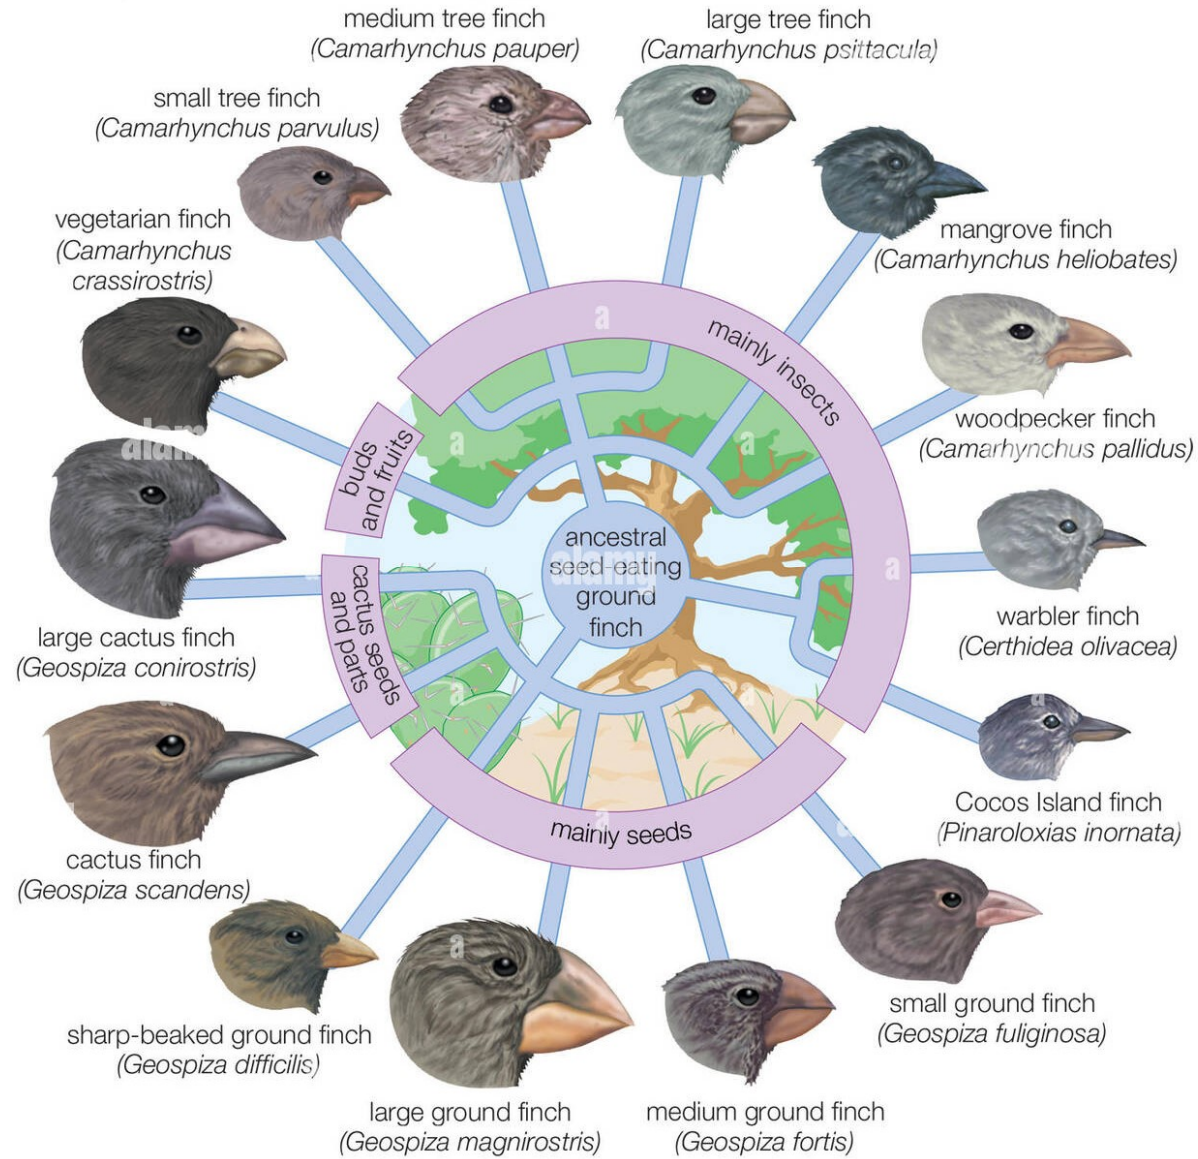 medium tree finch
(Camarhynchus pauper)
large tree finch
(Camarhynchus psittacula)
small tree finch
(Camarhynchus parvulus)
mangrove finch
(Camarhynchus heliobates)
vegetarian finch
(Camarhynchus
crassirostris)
woodpecker finch
(Camarhynchus pallidus)
mainly insects
buds
and fruits
ancestral
seed-eating
ground
finch
alamy
alamy
a
a
a
a
a
a
a
a
a
a
cactus seeds
and parts
large cactus finch
(Geospiza conirostris)
warbler finch
(Certhidea olivacea)
Cocos Island finch
(Pinaroloxias inornata)
mainly seeds
cactus finch
(Geospiza scandens)
sharp-beaked ground finch
(Geospiza difficilis)
small ground finch
(Geospiza fuliginosa)
large ground finch
(Geospiza magnirostris)
medium ground finch
(Geospiza fortis)